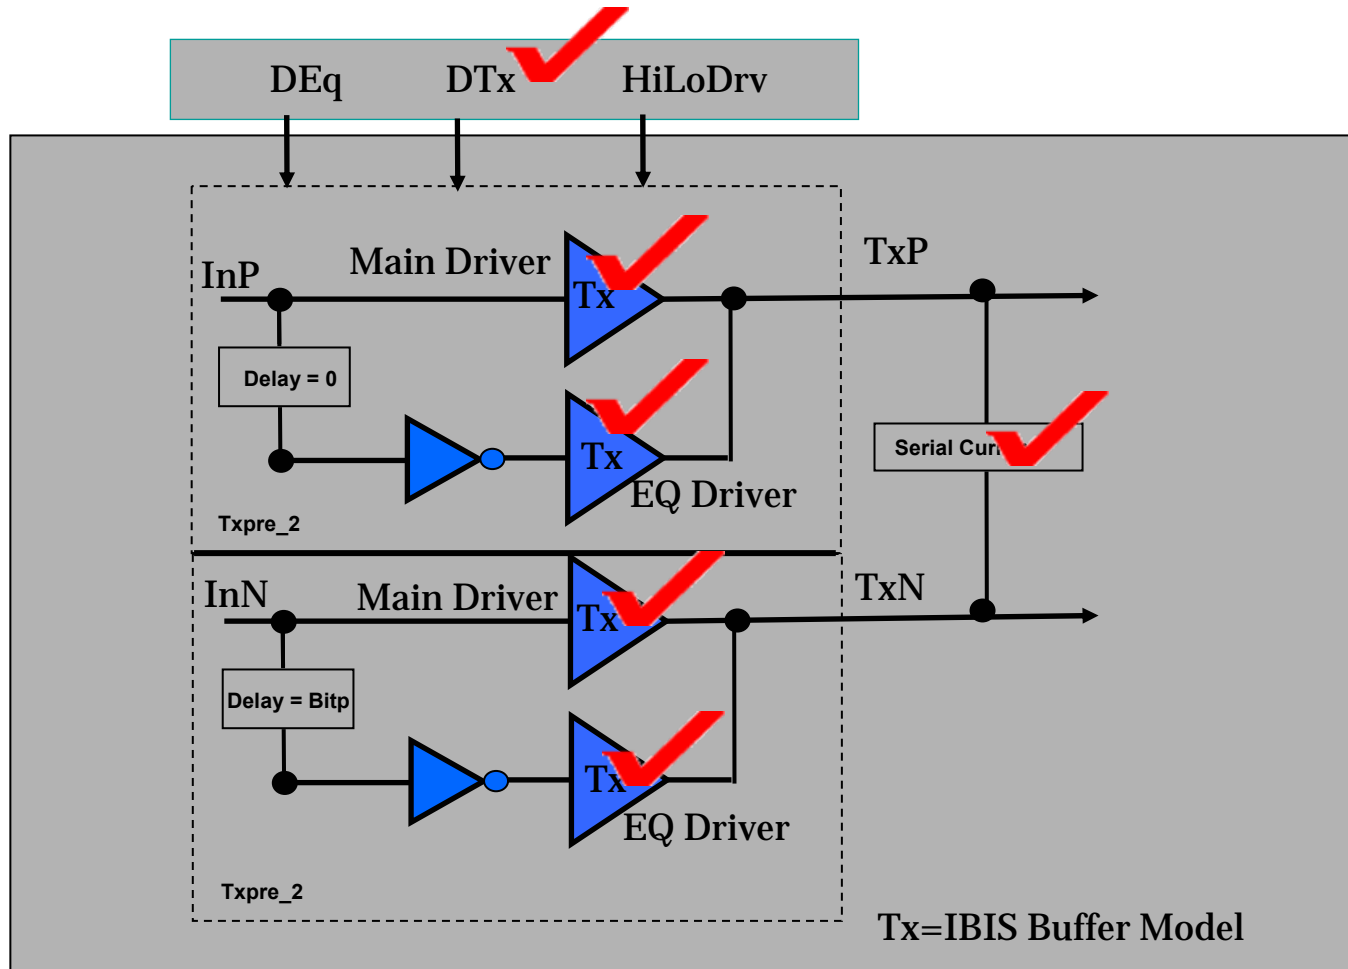 DEq DTx HiLoDrv
Main Driver
TxP
InP
Tx
Delay = 0
Serial
Tx
EQ Driver
Txpre_2
InN
Main Driver
TxN
Tx
Delay = Bitp
Tx
EQ Driver
Txpre_2
Tx=IBIS Buffer Model